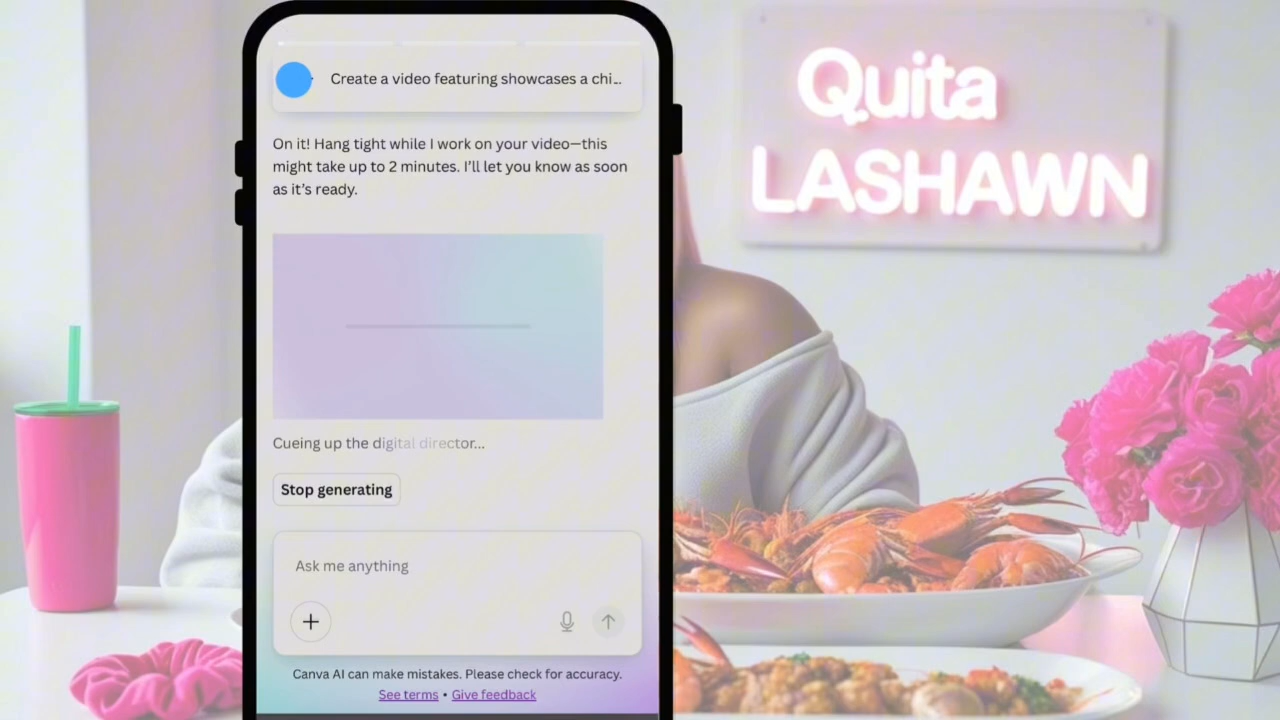 Create a video featuring showcases a chi...
On it! Hang tight while I work on your video—this
might take up to 2 minutes. I'll let you know as soon
as it's ready.
Cueing up the digital director...
Stop generating
Ask me anything
Canva AI can make mistakes. Please check for accuracy.
See terms • Give feedback
Quita
LASHAWN